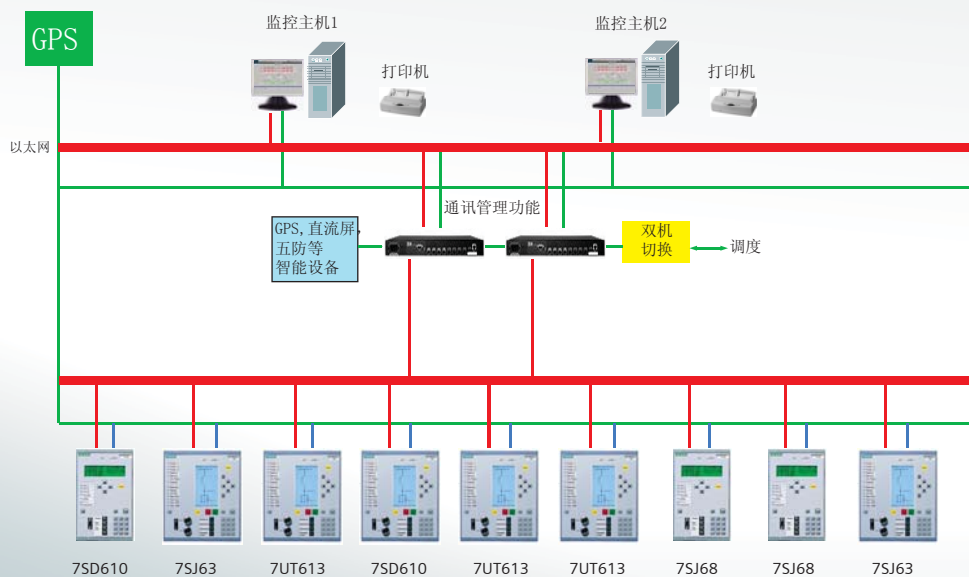 GPS
监控主机1
监控主机2
打印机
打印机
以太网
通讯管理功能
GPS,直流屏,
五防等
智能设备
双机
切换
调度
7SD610
7SJ63
7UT613
7SD610
7UT613
7UT613
7SJ68
7SJ68
7SJ63